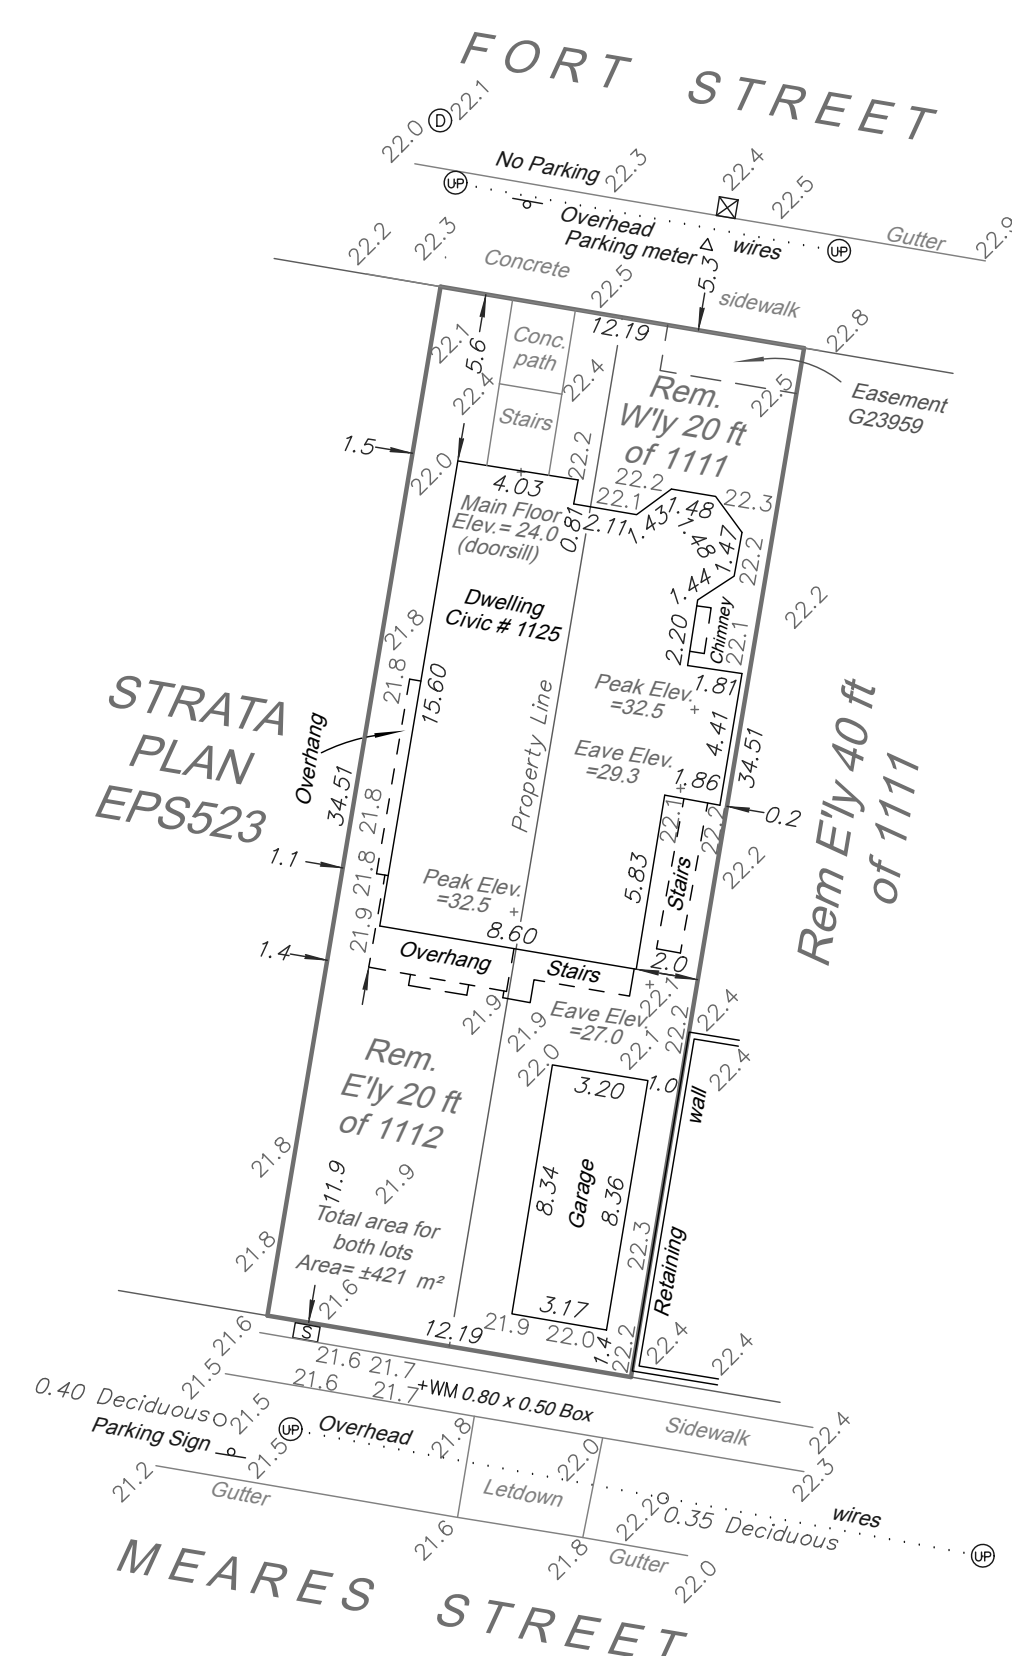 FORT STREET
22.0
D
22.1
No Parking
22.3
22.4
22.5
UP
Overhead
wires
Parking meter
5.3
UP
Gutter
22.9
22.2
22.3
Concrete
22.5
sidewalk
22.8
12.19
22.1
5.6
Conc.
path
22.4
22.4
Stairs
22.5
Easement
G23959
Rem.
W'ly 20 ft
of 1111
1.5
22.0
22.2
4.03
22.2
22.1
22.3
Main Floor
Elev.= 24.0
(doorsill)
0.81
2.11
1.43
1.48
1.48
1.47
22.2
1.44
Dwelling
Civic # 1125
2.20
Chimney
22.1
22.2
21.8
21.8
15.60
Peak Elev.
=32.5
1.81
4.41
34.51
STRATA
PLAN
EPS523
Overhang
34.51
Property Line
Eave Elev.
=29.3
1.86
0.2
Rem E'ly 40 ft
of 1111
21.8
22.1
22.2
22.2
1.1
21.8
5.83
Stairs
Peak Elev.
=32.5
21.9
8.60
1.4
Overhang
Stairs
2.0
22.1
22.4
21.9
21.9
Eave Elev.
=27.0
22.2
22.1
22.0
22.4
Rem.
E'ly 20 ft
of 1112
3.20
1.0
wall
21.8
11.9
21.9
8.34
Garage
8.36
Total area for
both lots
Area= ±421 m²
21.8
22.3
Retaining
21.6
3.17
S
21.6
12.19
21.9
22.0
1.4
22.2
22.4
22.4
21.6
21.7
21.5
21.6
21.7
+WM 0.80 x 0.50 Box
0.40 Deciduous
21.5
Sidewalk
22.4
Parking Sign
UP
Overhead
21.8
22.0
21.5
22.3
21.2
Gutter
Letdown
22.2
0.35 Deciduous
wires
21.6
21.8
Gutter
22.0
UP
MEARES STREET